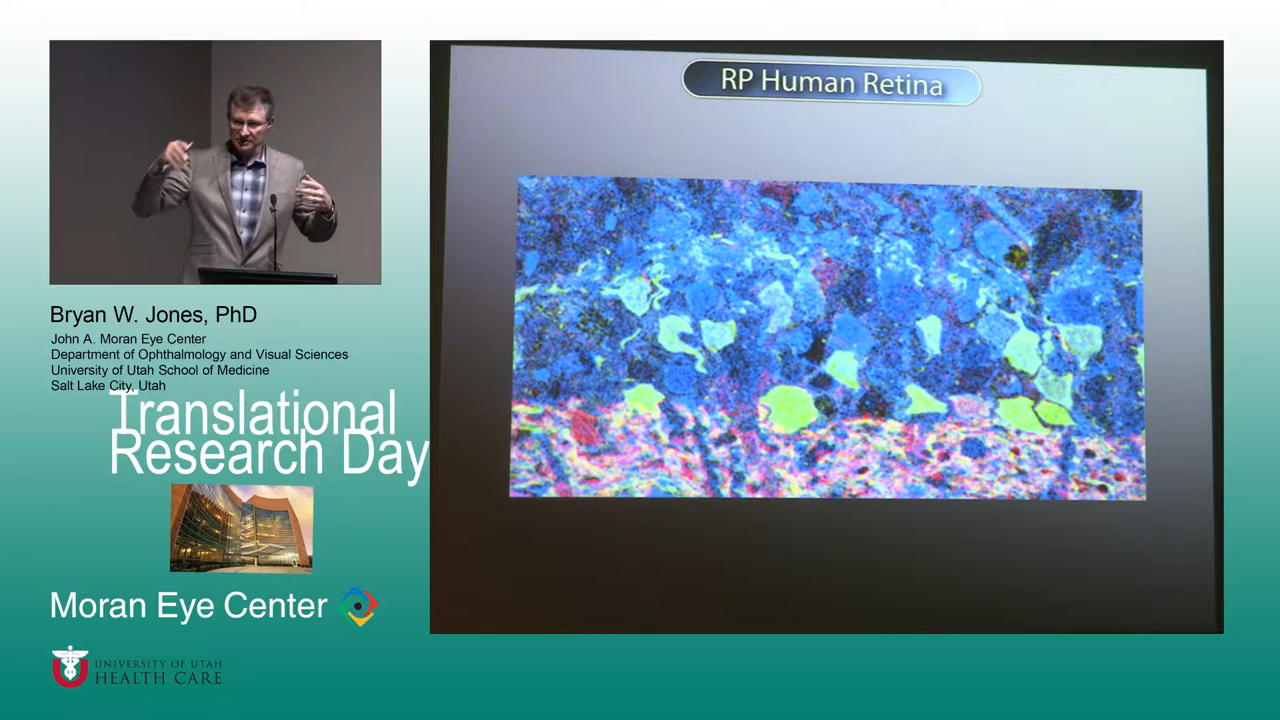 RP Human Retina
Bryan W. Jones, PhD
John A. Moran Eye Center
Department of Ophthalmology and Visual Sciences
University of Utah School of Medicine
Salt Lake City, Utah
Translational
Research Day
Moran Eye Center
UNIVERSITY OF UTAH
HEALTH CARE